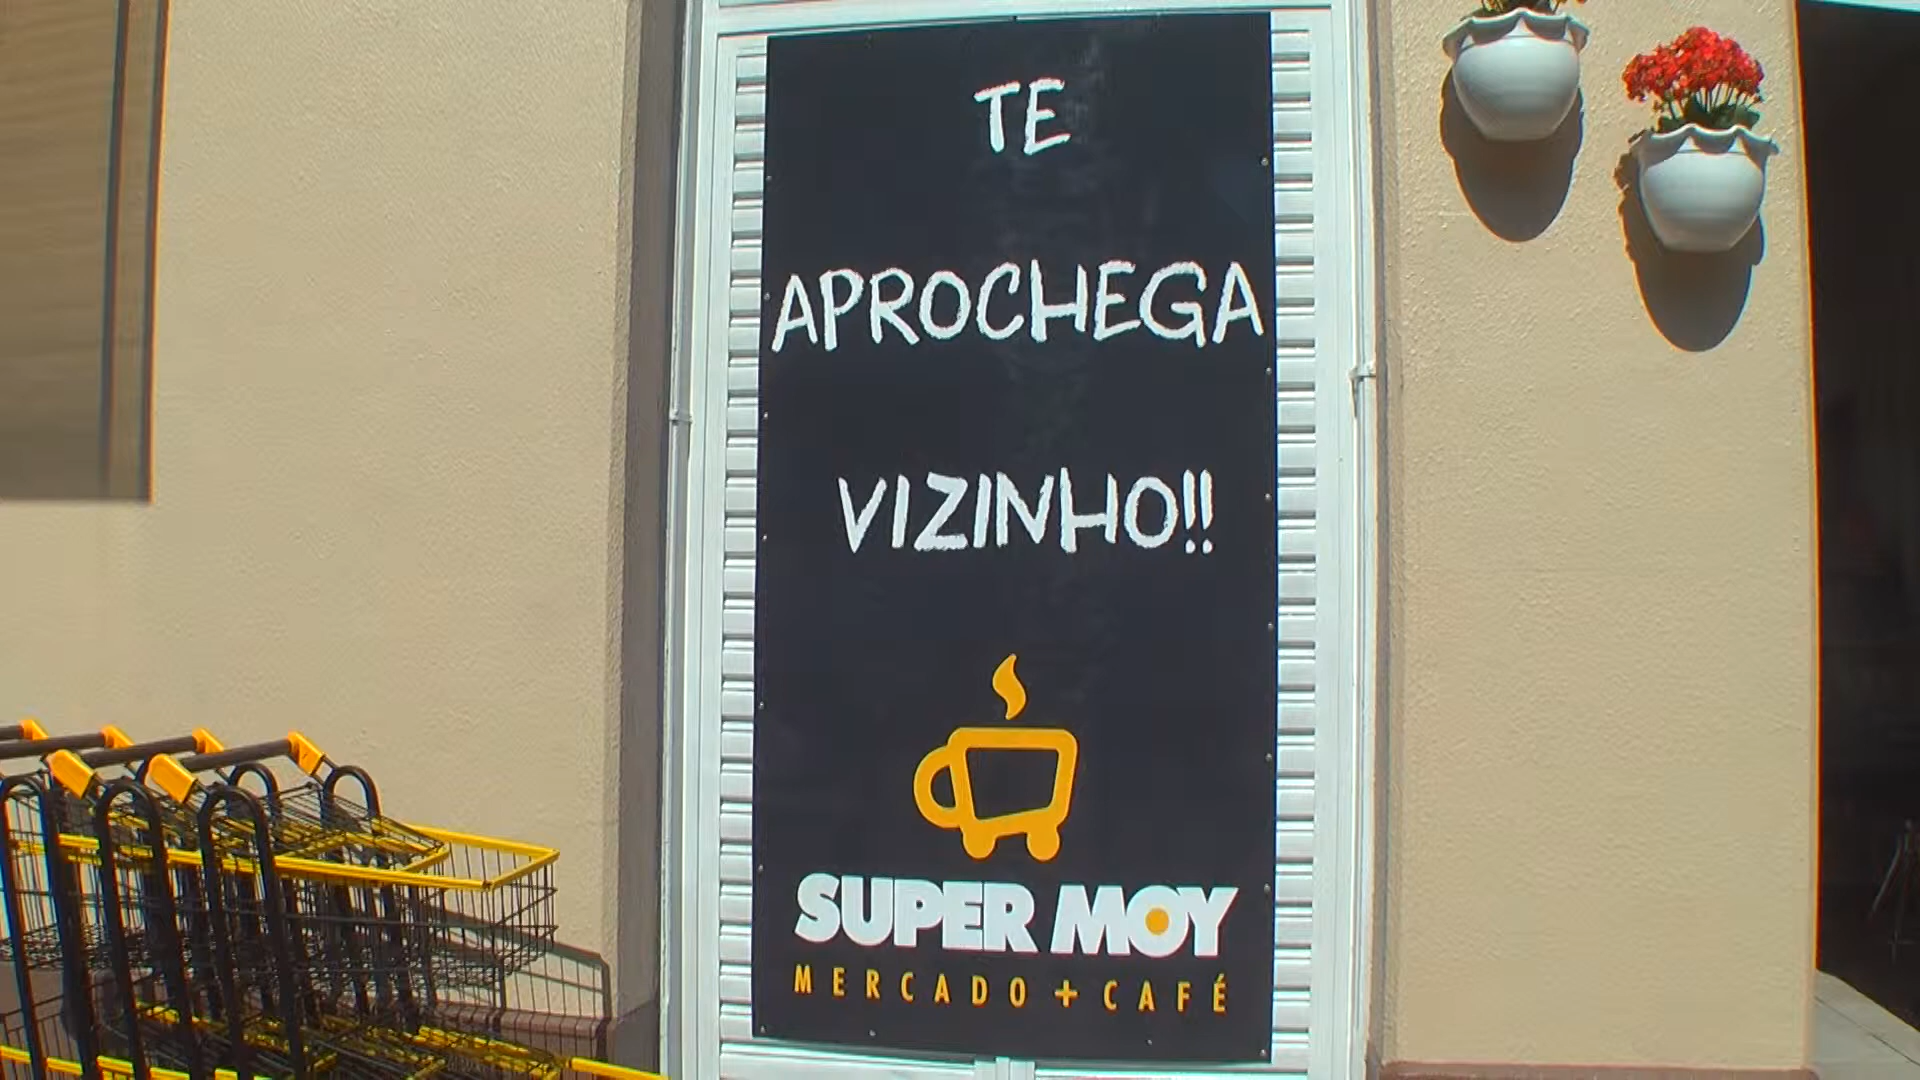 TE
APROCHEGA
VIZINHO!!
SUPER MOY
MERCADO + CAFÉ